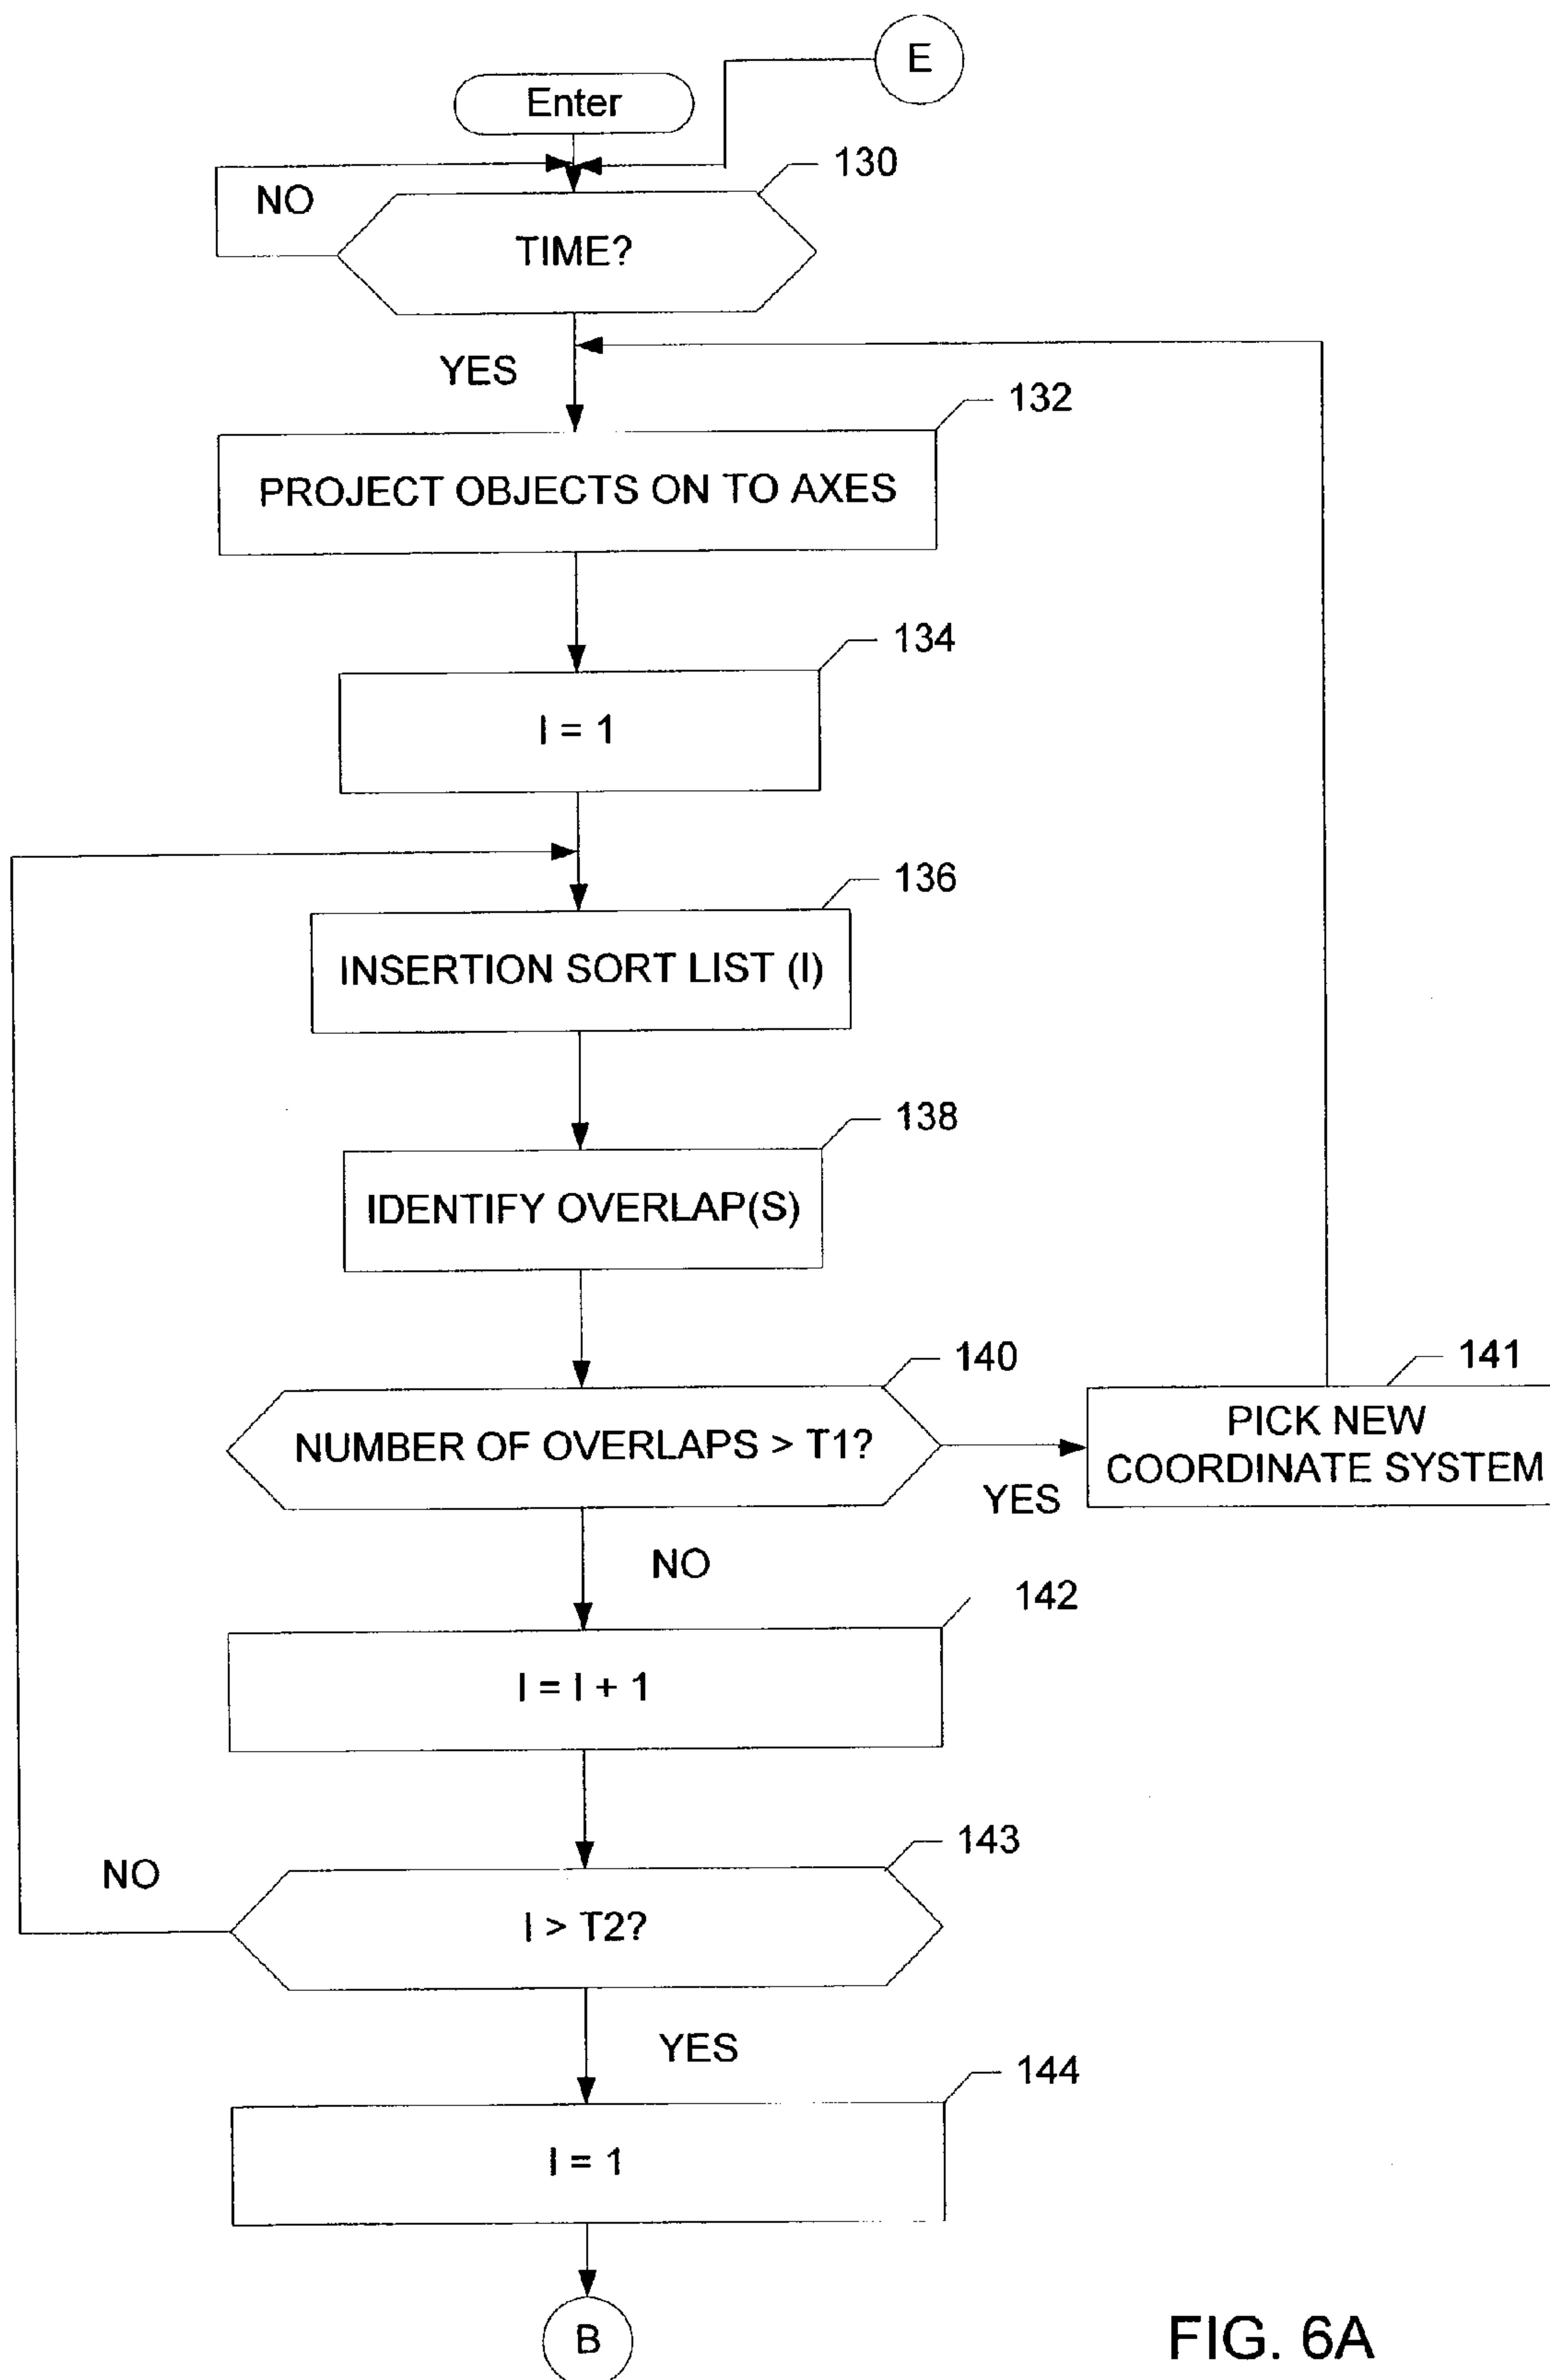 E
Enter
130
NO
TIME?
YES
132
PROJECT OBJECTS ON TO AXES
134
I = 1
136
INSERTION SORT LIST (I)
138
IDENTIFY OVERLAP(S)
140
141
NUMBER OF OVERLAPS > T1?
PICK NEW
COORDINATE SYSTEM
YES
NO
142
I = I + 1
143
NO
I > T2?
YES
144
I = 1
B
FIG. 6A